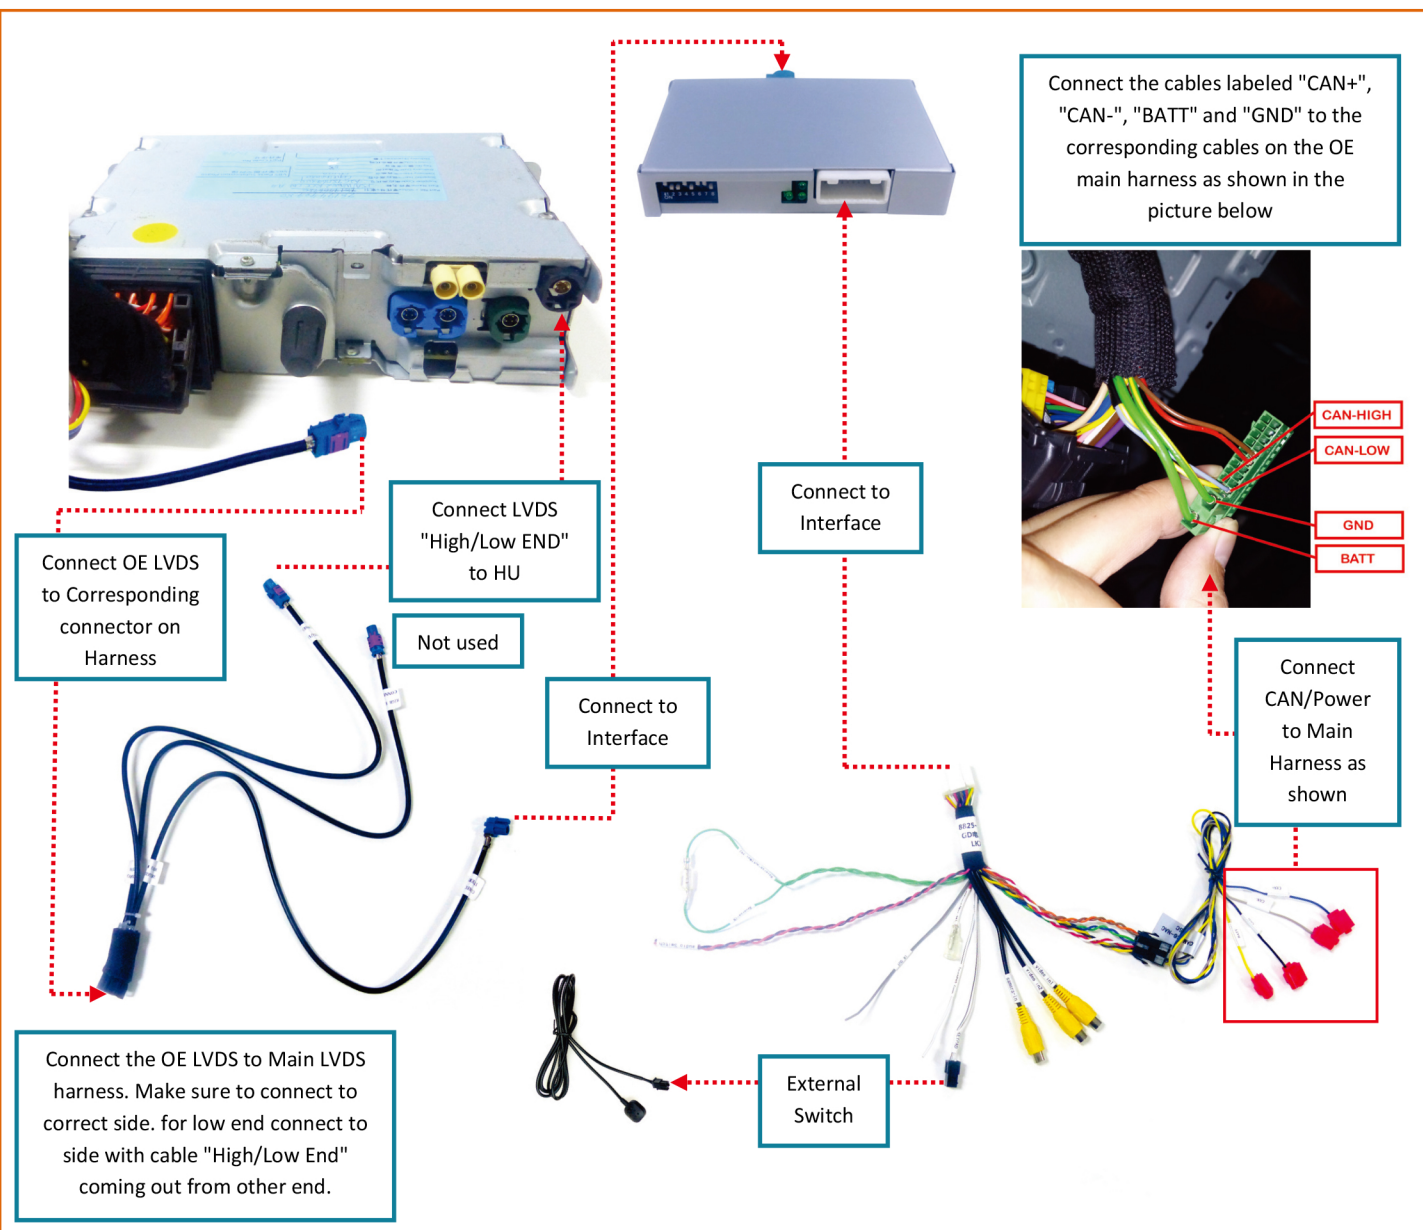 Connect the cables labeled "CAN+",
"CAN-", "BATT" and "GND" to the
corresponding cables on the OE
main harness as shown in the
picture below
CAN-HIGH
CAN-LOW
GND
BATT
Connect to
Interface
Connect LVDS
"High/Low END"
to HU
Connect OE LVDS
to Corresponding
connector on
Harness
Not used
Connect to
Interface
Connect
CAN/Power
to Main
Harness as
shown
External
Switch
Connect the OE LVDS to Main LVDS
harness. Make sure to connect to
correct side. for low end connect to
side with cable "High/Low End"
coming out from other end.